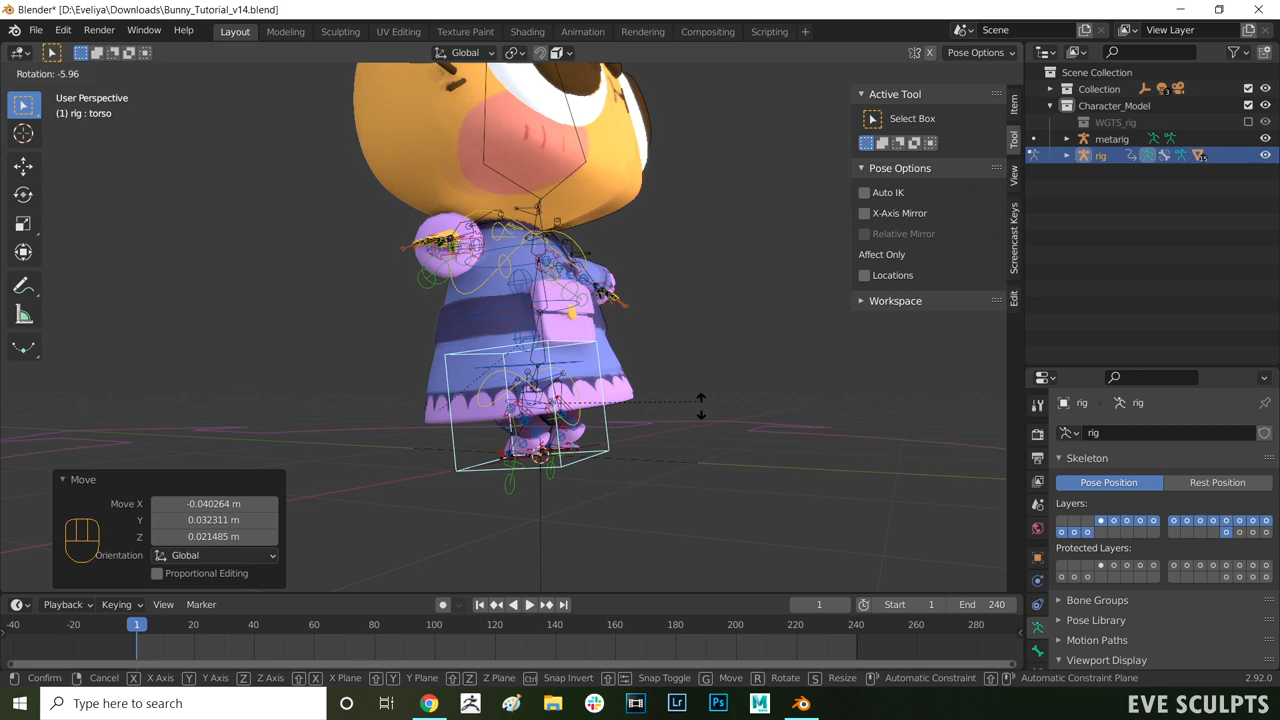 Blender* [D:\Eveliya\Downloads\Bunny_Tutorial_v14.blend]
File Edit Render Window Help Layout Modeling Sculpting UV Editing Texture Paint Shading Animation Rendering Compositing Scripting + Scene View Layer
Global X Pose Options
Rotation: -5.96
User Perspective
(1) rig : torso
Active Tool
Select Box
Pose Options
Auto IK
X-Axis Mirror
Relative Mirror
Affect Only
Locations
Workspace
Item
Tool
View
Screencast Keys
Edit
Scene Collection
Collection 3
Character_Model
WGTS_rig
metarig
rig 15
rig rig
rig
Skeleton
Pose Position Rest Position
Layers:
Protected Layers:
Bone Groups
Pose Library
Motion Paths
Viewport Display
Move
Move X -0.040264 m
Y 0.032311 m
Z 0.021485 m
Orientation Global
Proportional Editing
Playback Keying View Marker 1 Start 1 End 240
-40 -20 1 20 40 60 80 100 120 140 160 180 200 220 240 260 280
Confirm Cancel X X Axis Y Y Axis Z Z Axis X X Plane Y Y Plane Z Z Plane Snap Invert Snap Toggle G Move R Rotate S Resize Automatic Constraint Automatic Constraint Plane 2.92.0
Type here to search Lr Ps M
EVE SCULPTS